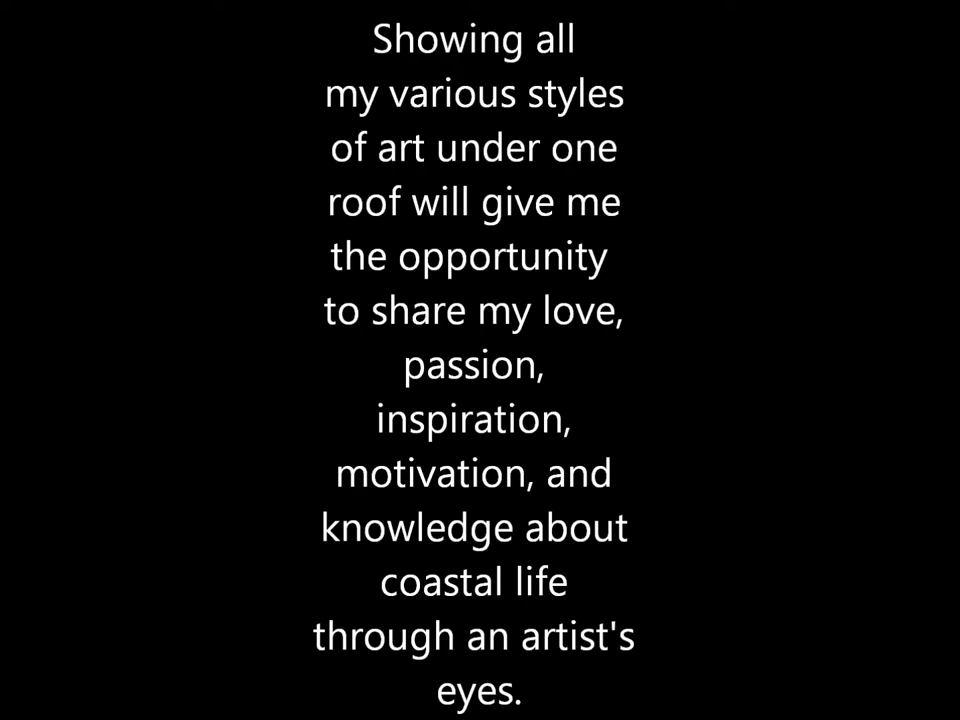 Showing all
my various styles
of art under one
roof will give me
the opportunity
to share my love,
passion,
inspiration,
motivation, and
knowledge about
coastal life
through an artist's
eyes.